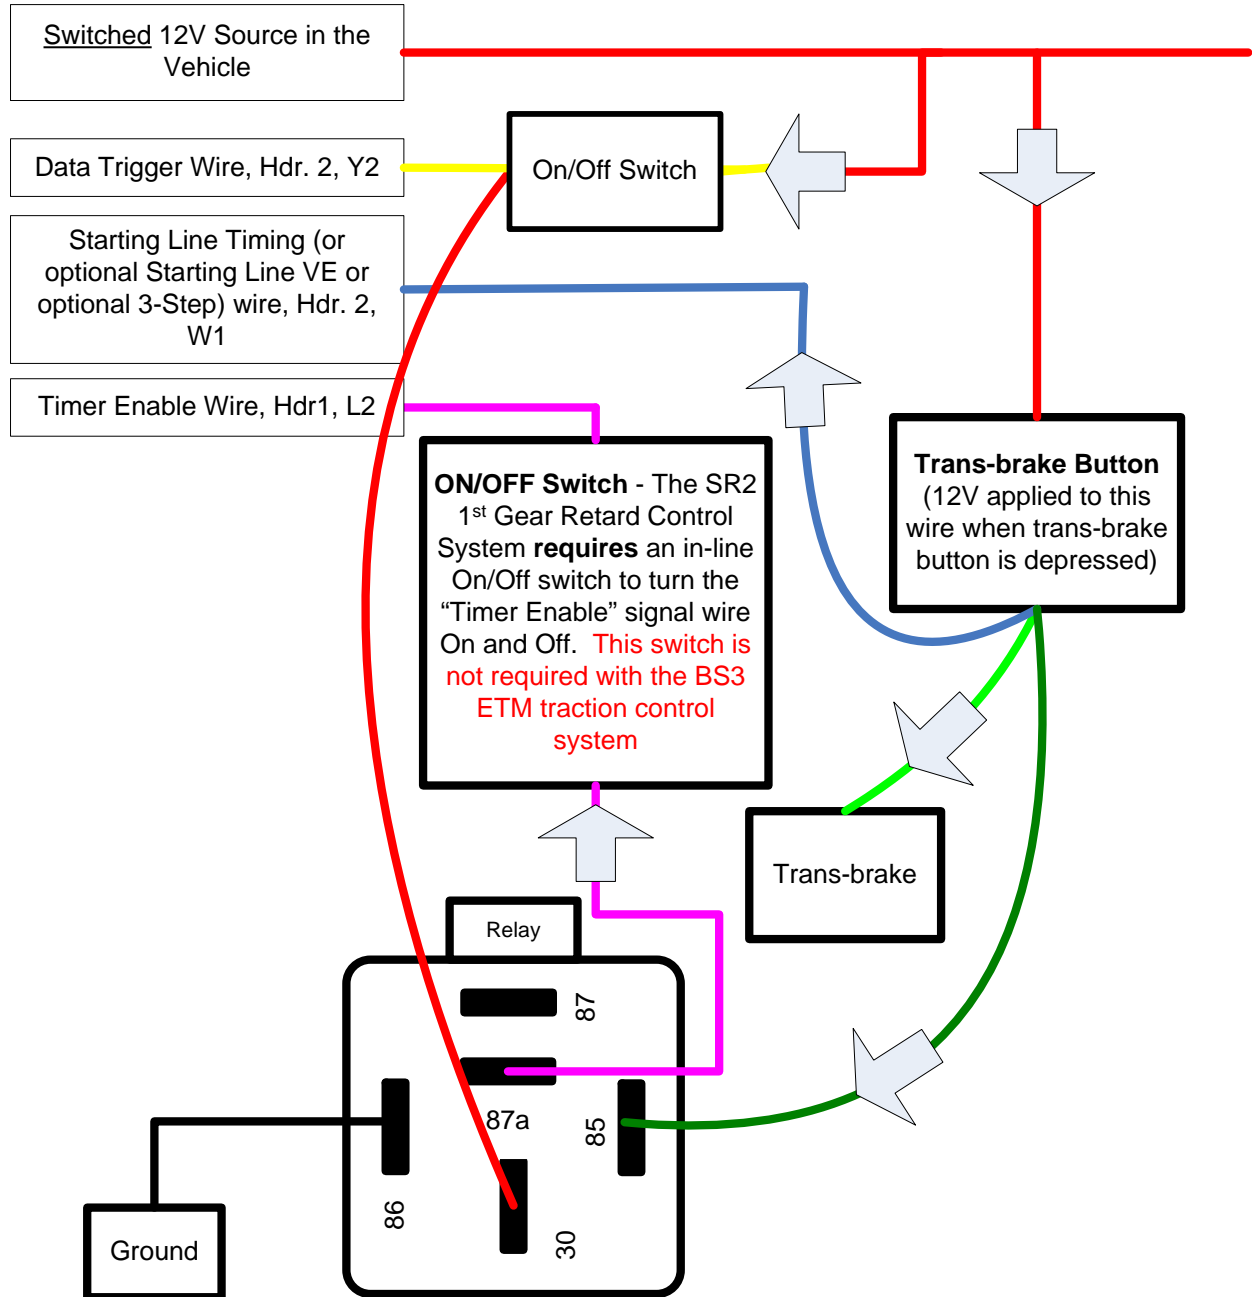 Switched 12V Source in the
Vehicle
Data Trigger Wire, Hdr. 2, Y2
On/Off Switch
Starting Line Timing (or
optional Starting Line VE or
optional 3-Step) wire, Hdr. 2,
W1
Timer Enable Wire, Hdr1, L2
ON/OFF Switch - The SR2
1st Gear Retard Control
System requires an in-line
On/Off switch to turn the
“Timer Enable” signal wire
On and Off.  This switch is
not required with the BS3
ETM traction control
system
Trans-brake Button
(12V applied to this
wire when trans-brake
button is depressed)
Trans-brake
Relay
87
87a
85
86
30
Ground